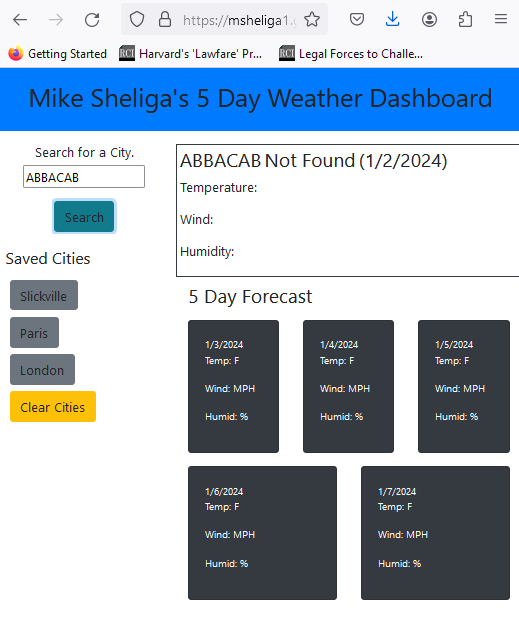 https://msheliga1.
Getting Started
RCI Harvard's 'Lawfare' Pr...
RCI Legal Forces to Challe...
Mike Sheliga's 5 Day Weather Dashboard
Search for a City.
ABBACAB
Search
Saved Cities
Slickville
Paris
London
Clear Cities
ABBACAB Not Found (1/2/2024)
Temperature:
Wind:
Humidity:
5 Day Forecast
1/3/2024
Temp: F
Wind: MPH
Humid: %
1/4/2024
Temp: F
Wind: MPH
Humid: %
1/5/2024
Temp: F
Wind: MPH
Humid: %
1/6/2024
Temp: F
Wind: MPH
Humid: %
1/7/2024
Temp: F
Wind: MPH
Humid: %